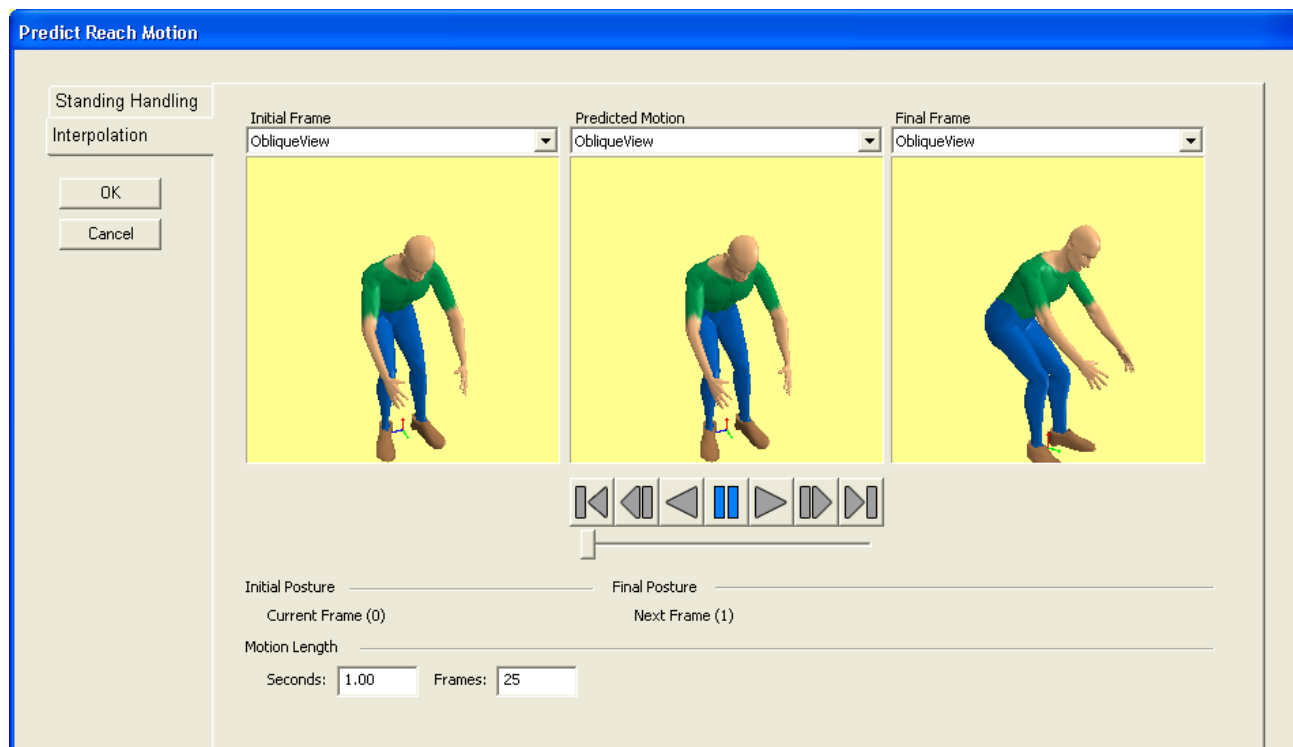 Predict Reach Motion
Standing Handling
Interpolation
OK
Cancel
Initial Frame
ObliqueView
Predicted Motion
ObliqueView
Final Frame
ObliqueView
Initial Posture
Current Frame (0)
Final Posture
Next Frame (1)
Motion Length
Seconds: 1.00 Frames: 25